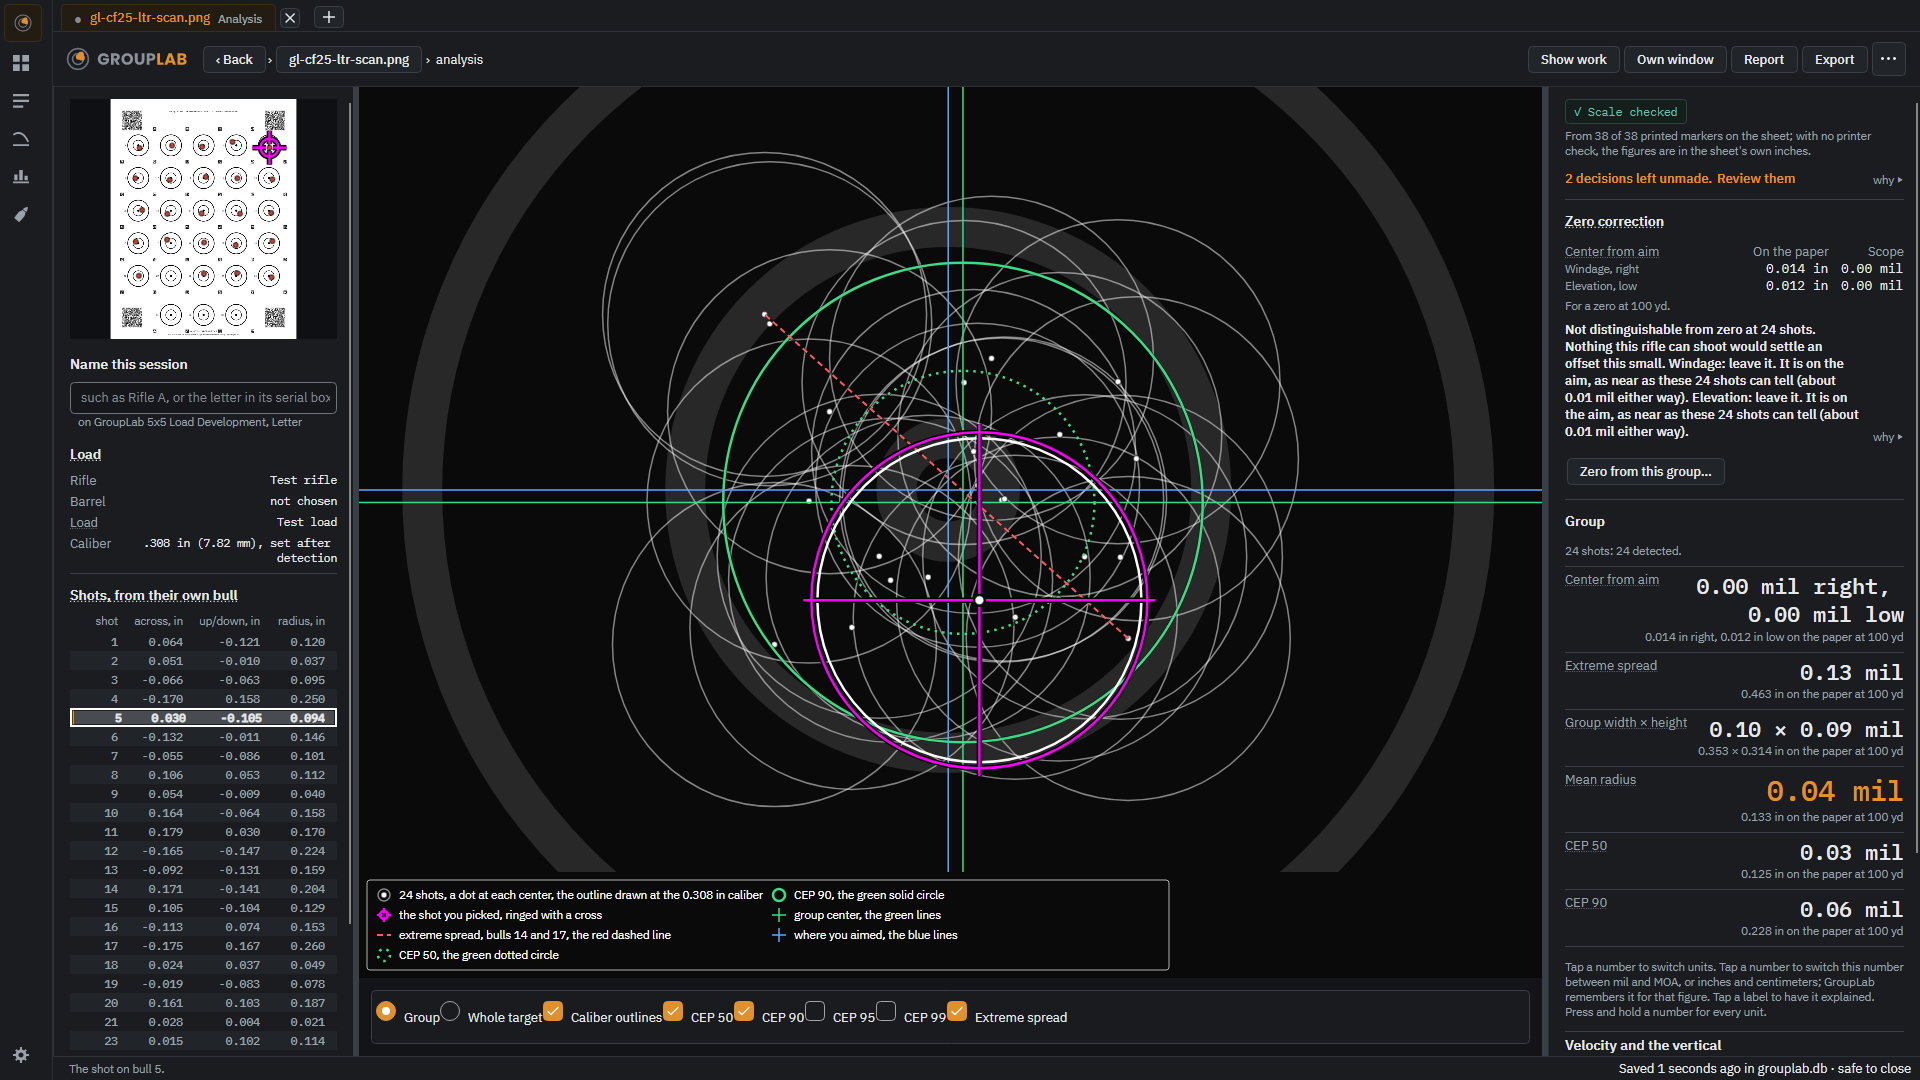 gl-cf25-ltr-scan.png Analysis
GROUPLAB
‹ Back › gl-cf25-ltr-scan.png › analysis
Show work
Own window
Report
Export
Name this session
such as Rifle A, or the letter in its serial box
on GroupLab 5x5 Load Development, Letter
Load
Rifle Test rifle
Barrel not chosen
Load Test load
Caliber .308 in (7.82 mm), set after
detection
Shots, from their own bull
shot across, in up/down, in radius, in
1 0.064 -0.121 0.120
2 0.051 -0.010 0.037
3 -0.066 -0.063 0.095
4 -0.170 0.158 0.250
5 0.030 -0.105 0.094
6 -0.132 -0.011 0.146
7 -0.055 -0.086 0.101
8 0.106 0.053 0.112
9 0.054 -0.009 0.040
10 0.164 -0.064 0.158
11 0.179 0.030 0.170
12 -0.165 -0.147 0.224
13 -0.092 -0.131 0.159
14 0.171 -0.141 0.204
15 0.105 -0.104 0.129
16 -0.113 0.074 0.153
17 -0.175 0.167 0.260
18 0.024 0.037 0.049
19 -0.019 -0.083 0.078
20 0.161 0.103 0.187
21 0.028 0.004 0.021
23 0.015 0.102 0.114
24 shots, a dot at each center, the outline drawn at the 0.308 in caliber
the shot you picked, ringed with a cross
extreme spread, bulls 14 and 17, the red dashed line
CEP 50, the green dotted circle
CEP 90, the green solid circle
group center, the green lines
where you aimed, the blue lines
Group Whole target Caliber outlines CEP 50 CEP 90 CEP 95 CEP 99 Extreme spread
√ Scale checked
From 38 of 38 printed markers on the sheet; with no printer
check, the figures are in the sheet's own inches.
2 decisions left unmade. Review them why ▸
Zero correction
Center from aim On the paper Scope
Windage, right 0.014 in 0.00 mil
Elevation, low 0.012 in 0.00 mil
For a zero at 100 yd.
Not distinguishable from zero at 24 shots.
Nothing this rifle can shoot would settle an
offset this small. Windage: leave it. It is on the
aim, as near as these 24 shots can tell (about
0.01 mil either way). Elevation: leave it. It is on
the aim, as near as these 24 shots can tell (about
0.01 mil either way). why ▸
Zero from this group...
Group
24 shots: 24 detected.
Center from aim 0.00 mil right,
0.00 mil low
0.014 in right, 0.012 in low on the paper at 100 yd
Extreme spread 0.13 mil
0.463 in on the paper at 100 yd
Group width × height 0.10 × 0.09 mil
0.353 × 0.314 in on the paper at 100 yd
Mean radius 0.04 mil
0.133 in on the paper at 100 yd
CEP 50 0.03 mil
0.125 in on the paper at 100 yd
CEP 90 0.06 mil
0.228 in on the paper at 100 yd
Tap a number to switch units. Tap a number to switch this number
between mil and MOA, or inches and centimeters; GroupLab
remembers it for that figure. Tap a label to have it explained.
Press and hold a number for every unit.
Velocity and the vertical
The shot on bull 5.
Saved 1 seconds ago in grouplab.db · safe to close